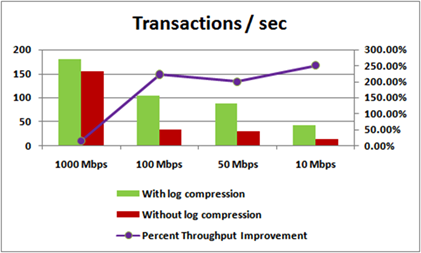 Transactions / sec
200 300.00%
250.00%
150 200.00%
100 150.00%
50 100.00%
50.00%
0 0.00%
1000 Mbps 100 Mbps 50 Mbps 10 Mbps
With log compression
Without log compression
Percent Throughput Improvement